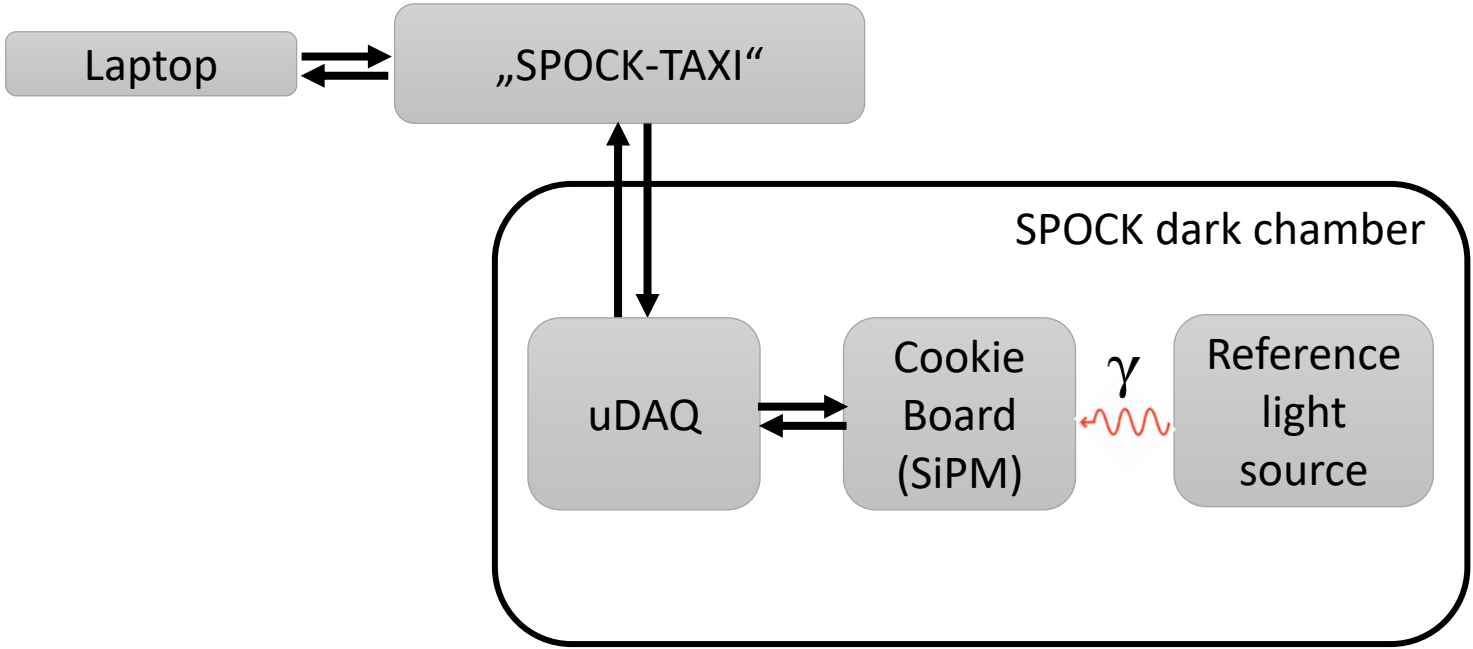 Laptop
„SPOCK-TAXI“
SPOCK dark chamber
uDAQ
Cookie
Board
(SiPM)
γ
Reference
light
source